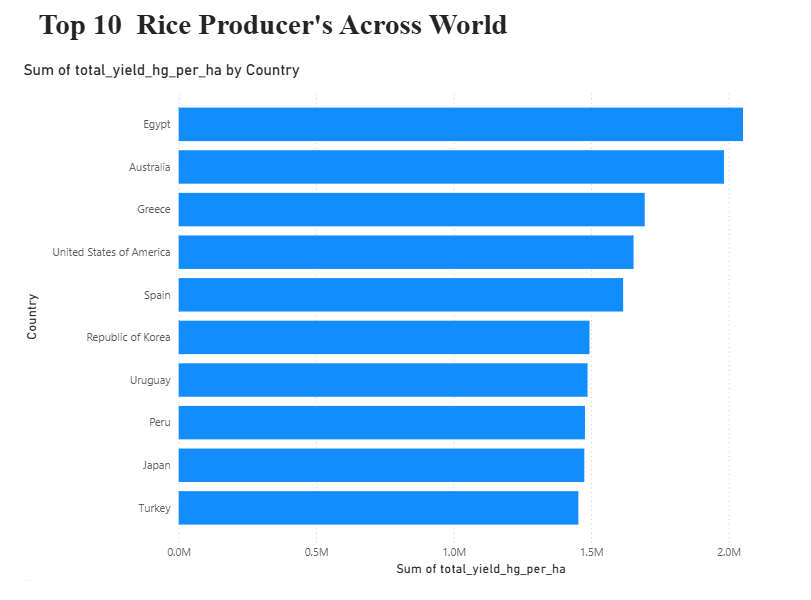 Top 10  Rice Producer's Across World
Sum of total_yield_hg_per_ha by Country
Country
Egypt
Australia
Greece
United States of America
Spain
Republic of Korea
Uruguay
Peru
Japan
Turkey
0.0M 0.5M 1.0M 1.5M 2.0M
Sum of total_yield_hg_per_ha